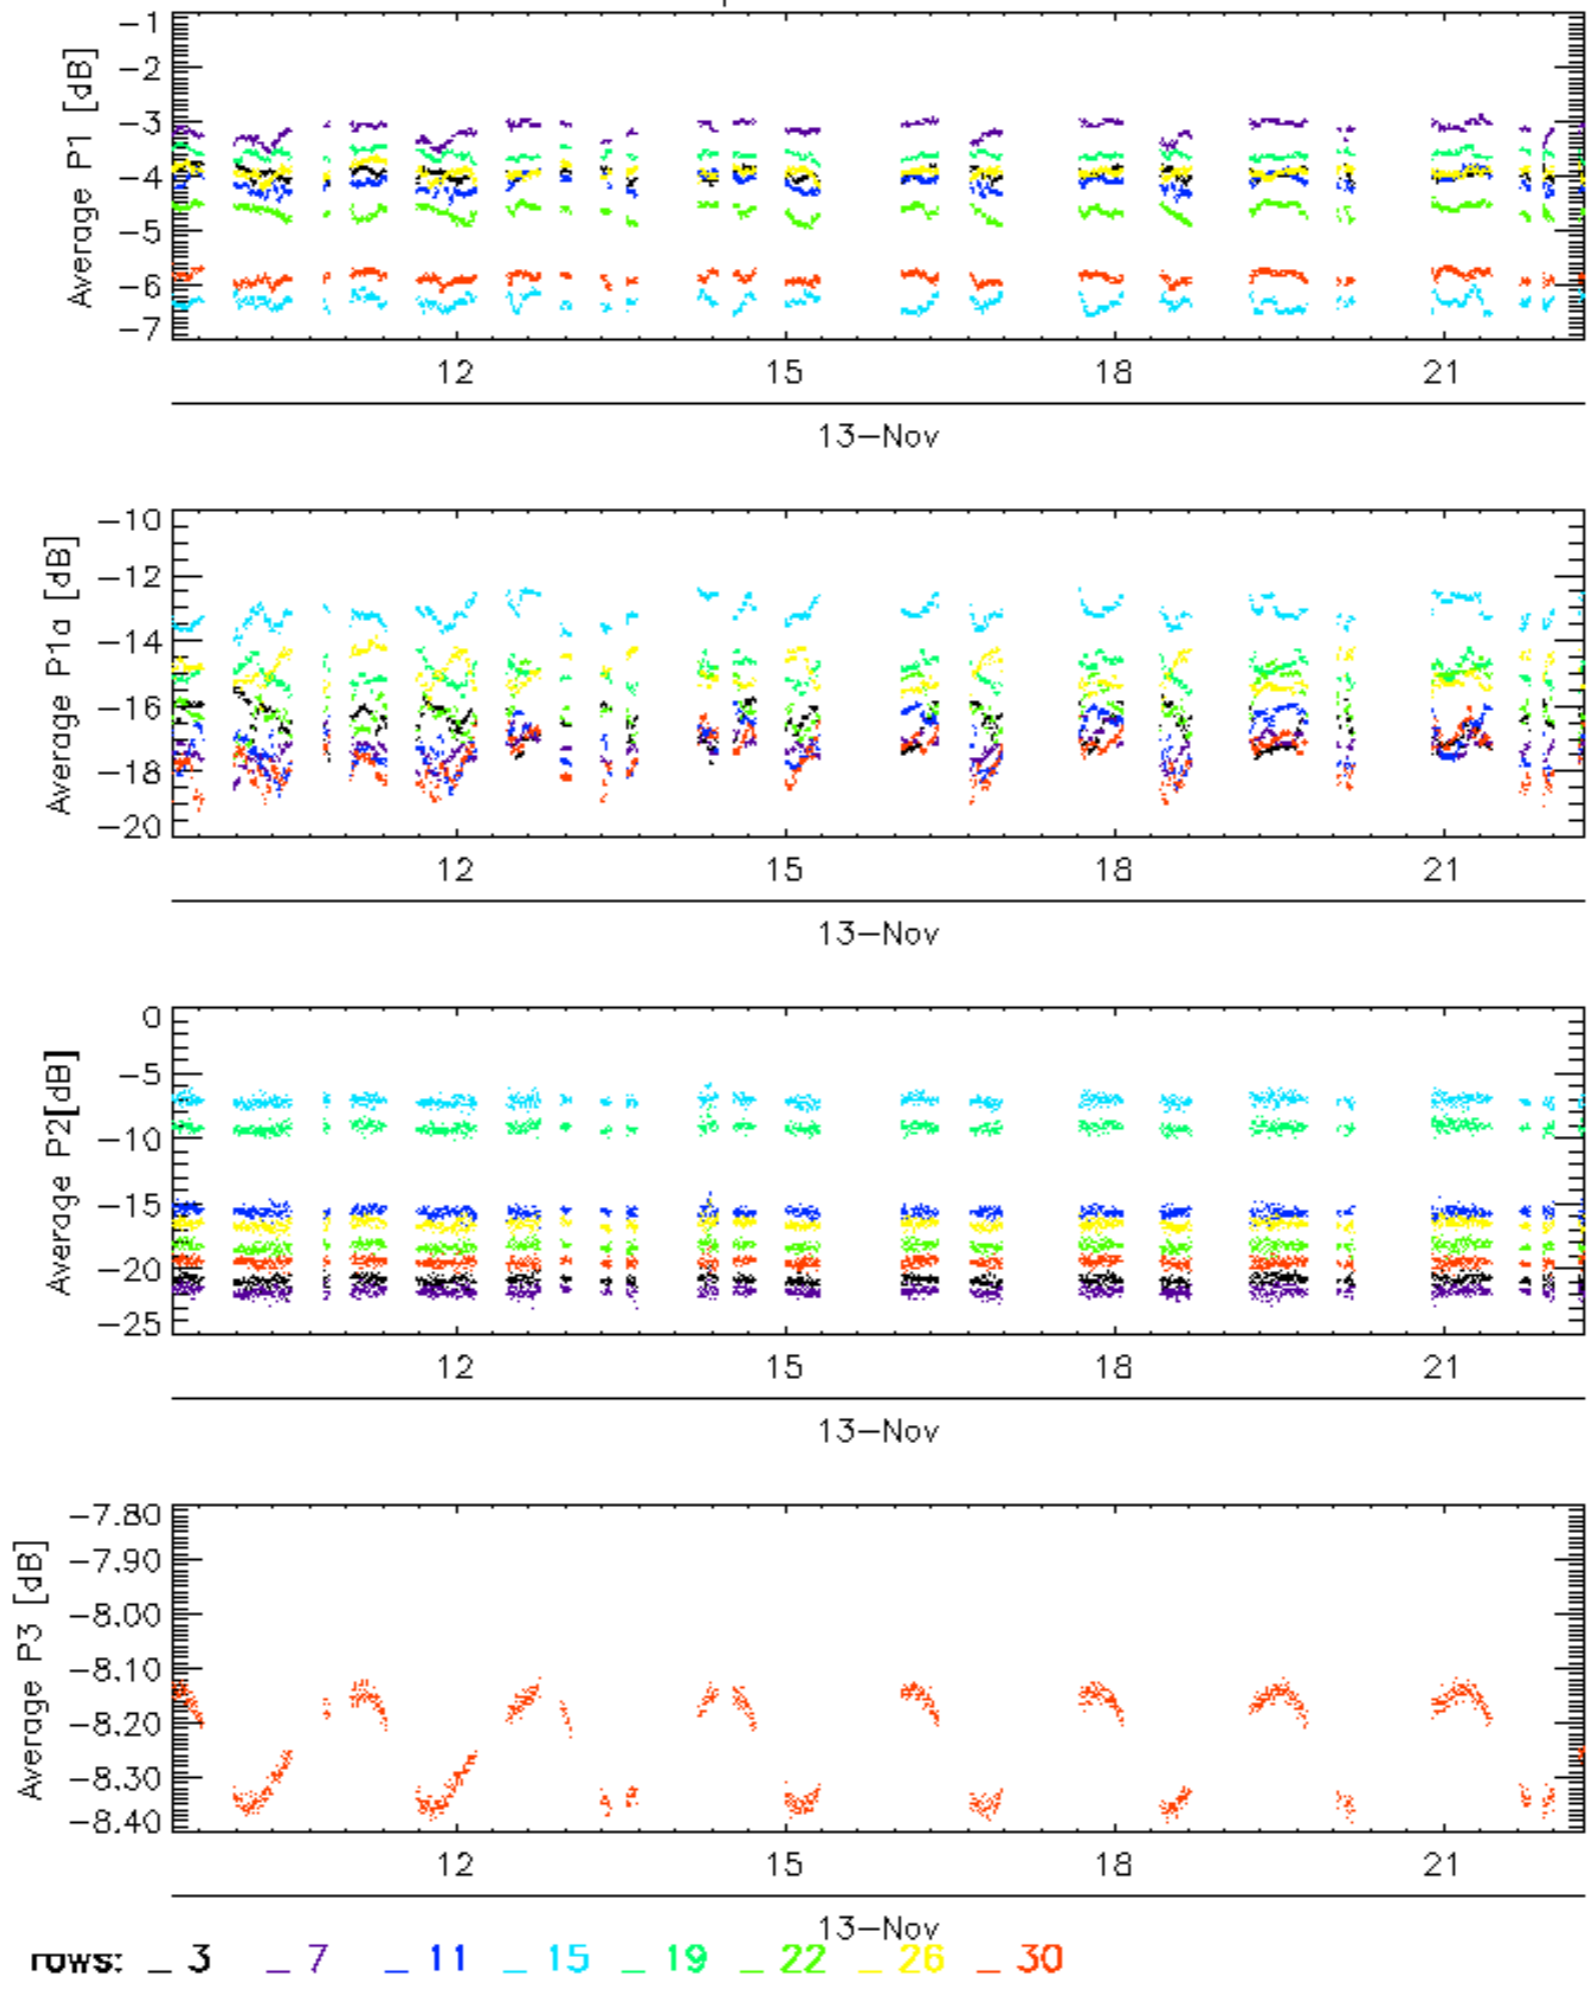 Average P1 [dB]
−1
−2
−3
−4
−5
−6
−7
12 15 18 21
13−Nov
Average P1a [dB]
−10
−12
−14
−16
−18
−20
12 15 18 21
13−Nov
Average P2[dB]
0
−5
−10
−15
−20
−25
12 15 18 21
13−Nov
Average P3 [dB]
−7.80
−7.90
−8.00
−8.10
−8.20
−8.30
−8.40
12 15 18 21
13−Nov
rows: _ 3 _ 7 _ 11 _ 15 _ 19 _ 22 _ 26 _ 30